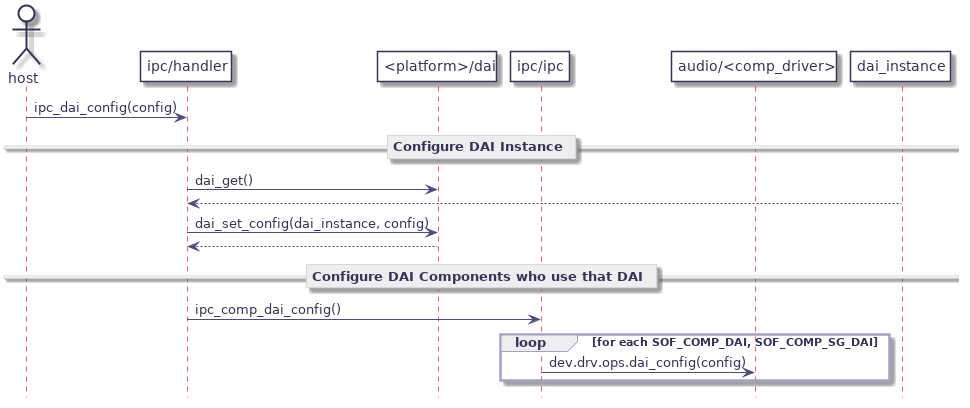 host
ipc/handler
<platform>/dai
ipc/ipc
audio/<comp_driver>
dai_instance
ipc_dai_config(config)
Configure DAI Instance
dai_get()
dai_set_config(dai_instance, config)
Configure DAI Components who use that DAI
ipc_comp_dai_config()
loop [for each SOF_COMP_DAI, SOF_COMP_SG_DAI]
dev.drv.ops.dai_config(config)